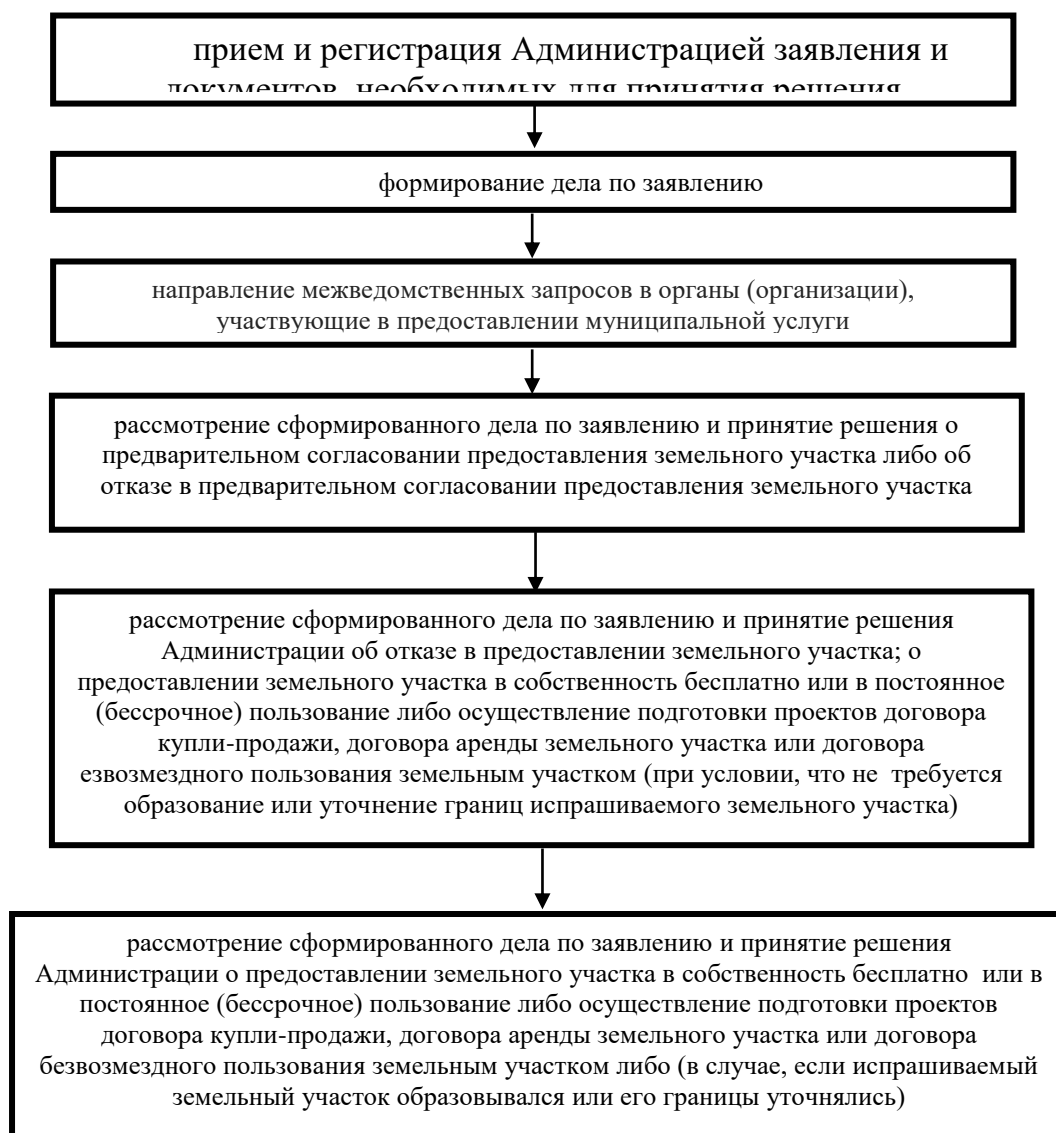 прием и регистрация Администрацией заявления и
документов, необходимых для принятия решения
формирование дела по заявлению
направление межведомственных запросов в органы (организации),
участвующие в предоставлении муниципальной услуги
рассмотрение сформированного дела по заявлению и принятие решения о
предварительном согласовании предоставления земельного участка либо об
отказе в предварительном согласовании предоставления земельного участка
рассмотрение сформированного дела по заявлению и принятие решения
Администрации об отказе в предоставлении земельного участка; о
предоставлении земельного участка в собственность бесплатно или в постоянное
(бессрочное) пользование либо осуществление подготовки проектов договора
купли-продажи, договора аренды земельного участка или договора
езвозмездного пользования земельным участком (при условии, что не требуется
образование или уточнение границ испрашиваемого земельного участка)
рассмотрение сформированного дела по заявлению и принятие решения
Администрации о предоставлении земельного участка в собственность бесплатно или в
постоянное (бессрочное) пользование либо осуществление подготовки проектов
договора купли-продажи, договора аренды земельного участка или договора
безвозмездного пользования земельным участком либо (в случае, если испрашиваемый
земельный участок образовывался или его границы уточнялись)